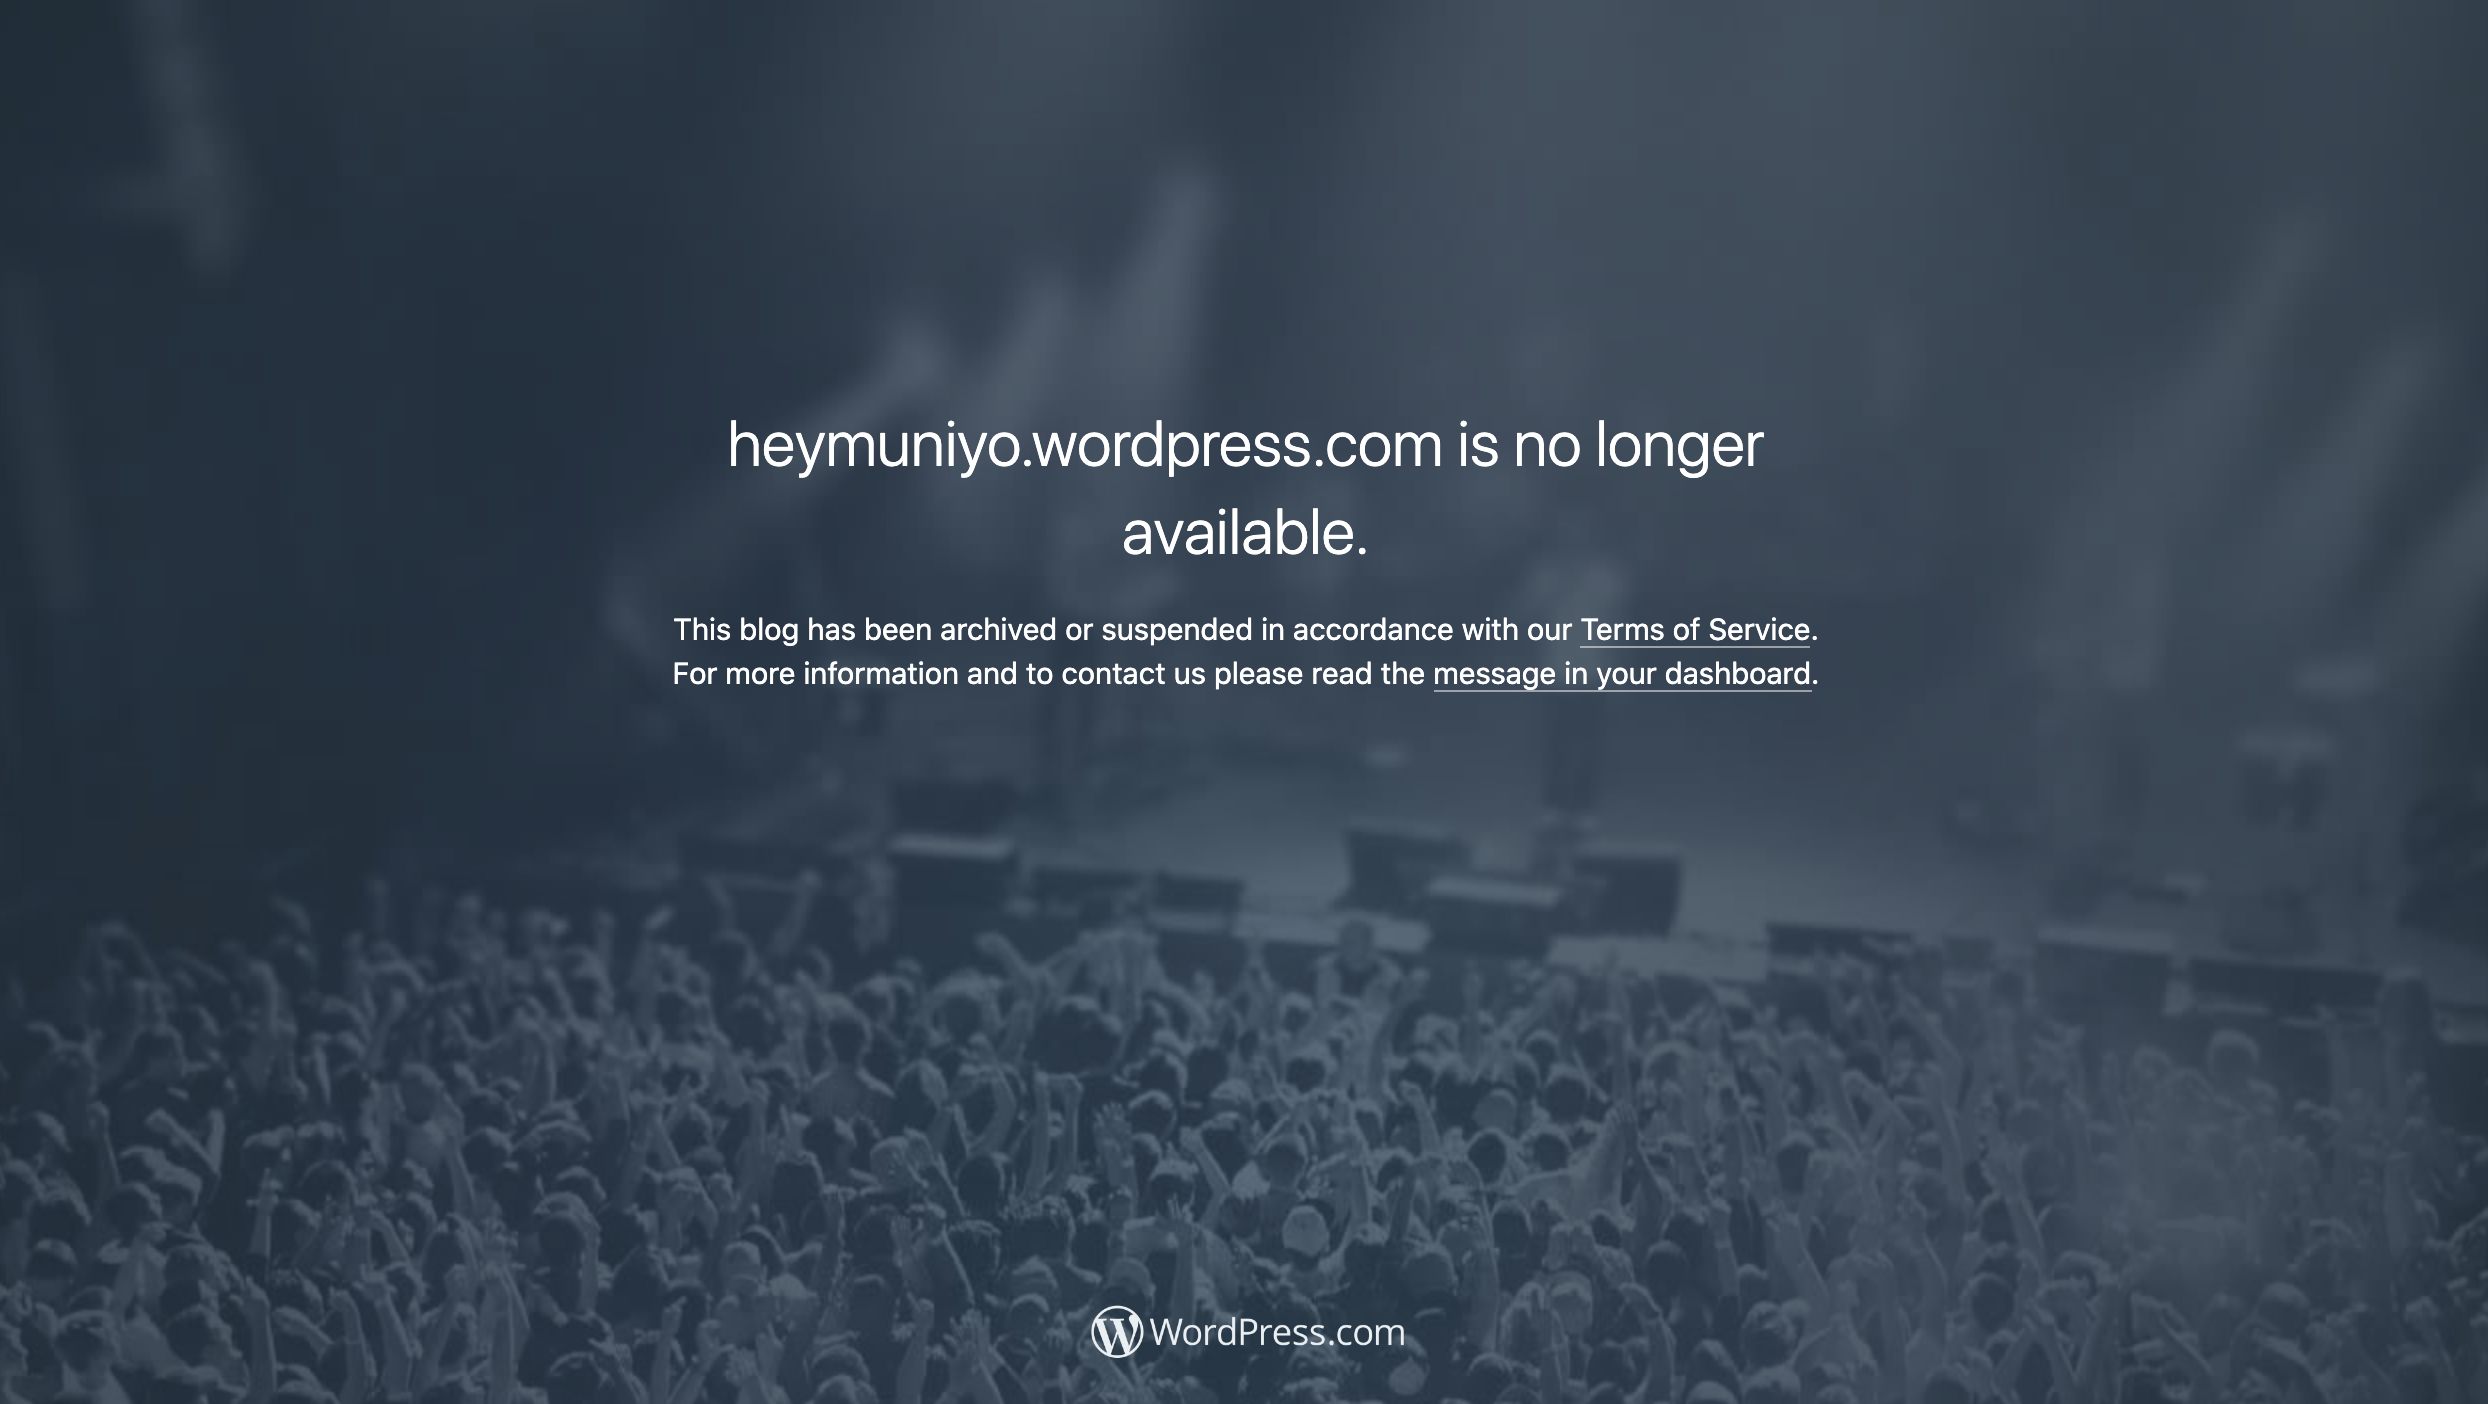 heymuniyo.wordpress.com is no longer
available.
This blog has been archived or suspended in accordance with our Terms of Service.
For more information and to contact us please read the message in your dashboard.
WordPress.com